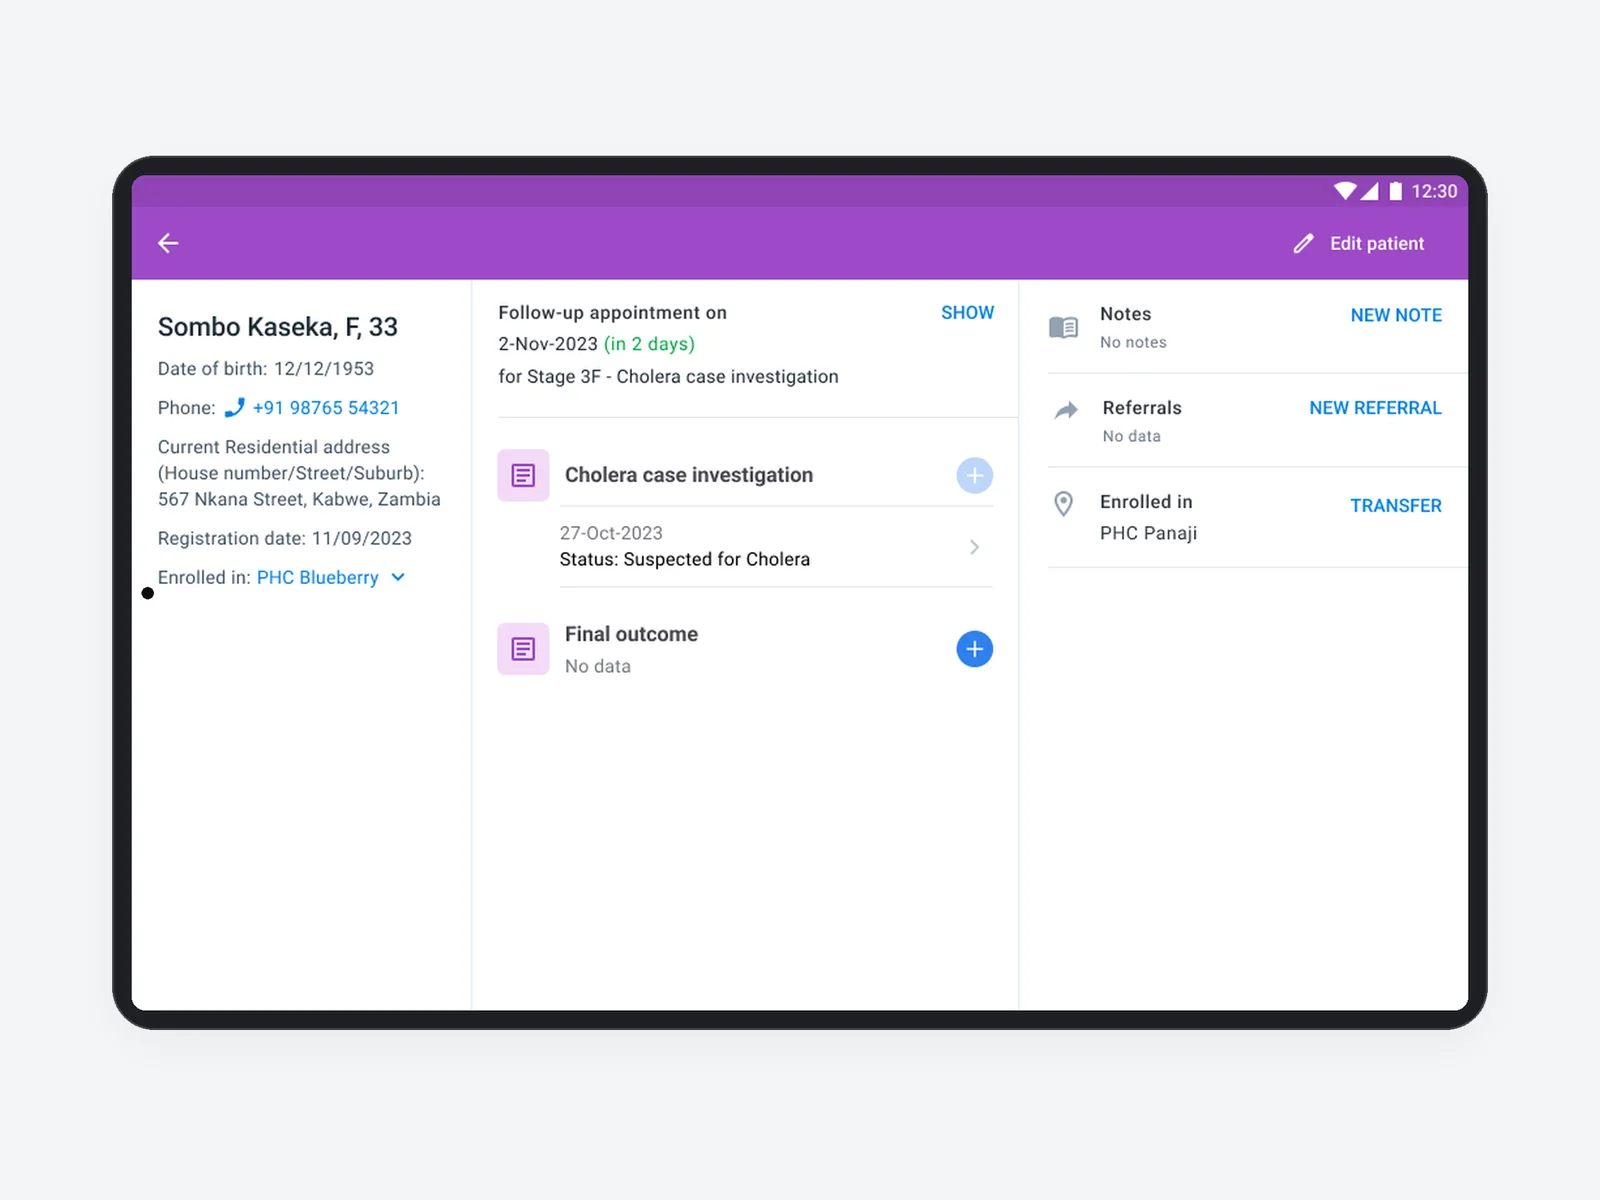 12:30
Edit patient
Sombo Kaseka, F, 33
Date of birth: 12/12/1953
Phone: +91 98765 54321
Current Residential address
(House number/Street/Suburb):
567 Nkana Street, Kabwe, Zambia
Registration date: 11/09/2023
Enrolled in: PHC Blueberry
Follow-up appointment on
SHOW
2-Nov-2023 (in 2 days)
for Stage 3F - Cholera case investigation
Cholera case investigation
27-Oct-2023
Status: Suspected for Cholera
Final outcome
No data
Notes
NEW NOTE
No notes
Referrals
NEW REFERRAL
No data
Enrolled in
TRANSFER
PHC Panaji